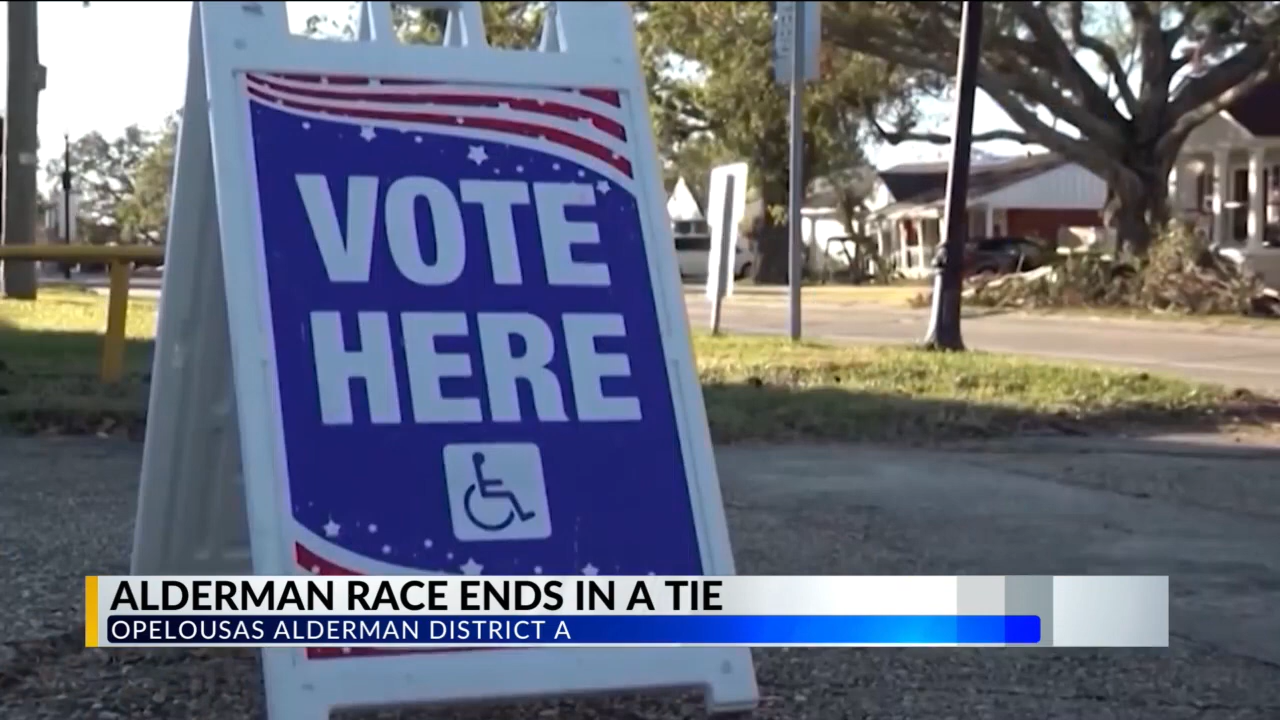 VOTE
HERE
ALDERMAN RACE ENDS IN A TIE
OPELOUSAS ALDERMAN DISTRICT A